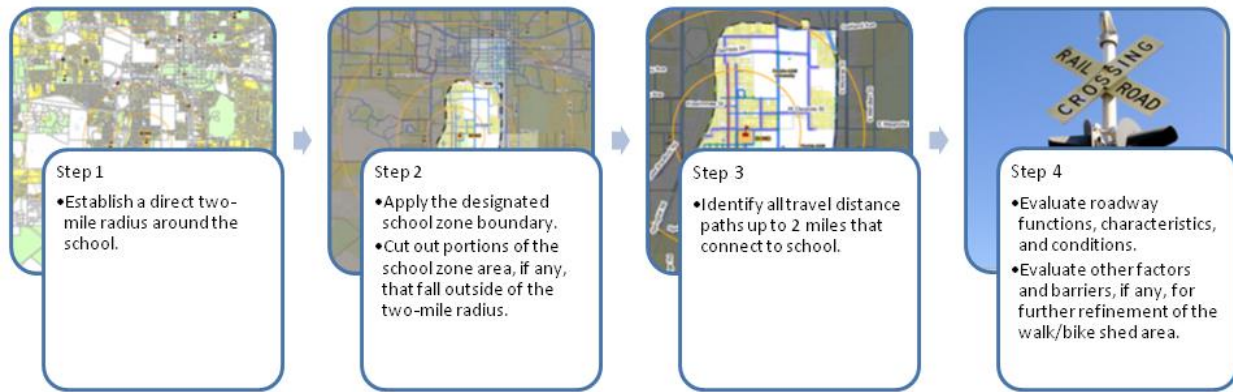 Step 1
•Establish a direct two-
mile radius around the
school.
Step 2
•Apply the designated
school zone boundary.
•Cut out portions of the
school zone area, if any,
that fall outside of the
two-mile radius.
Step 3
•Identify all travel distance
paths up to 2 miles that
connect to school.
RAIL ROAD
CROSSING
Step 4
•Evaluate roadway
functions, characteristics,
and conditions.
•Evaluate other factors
and barriers, if any, for
further refinement of the
walk/bike shed area.